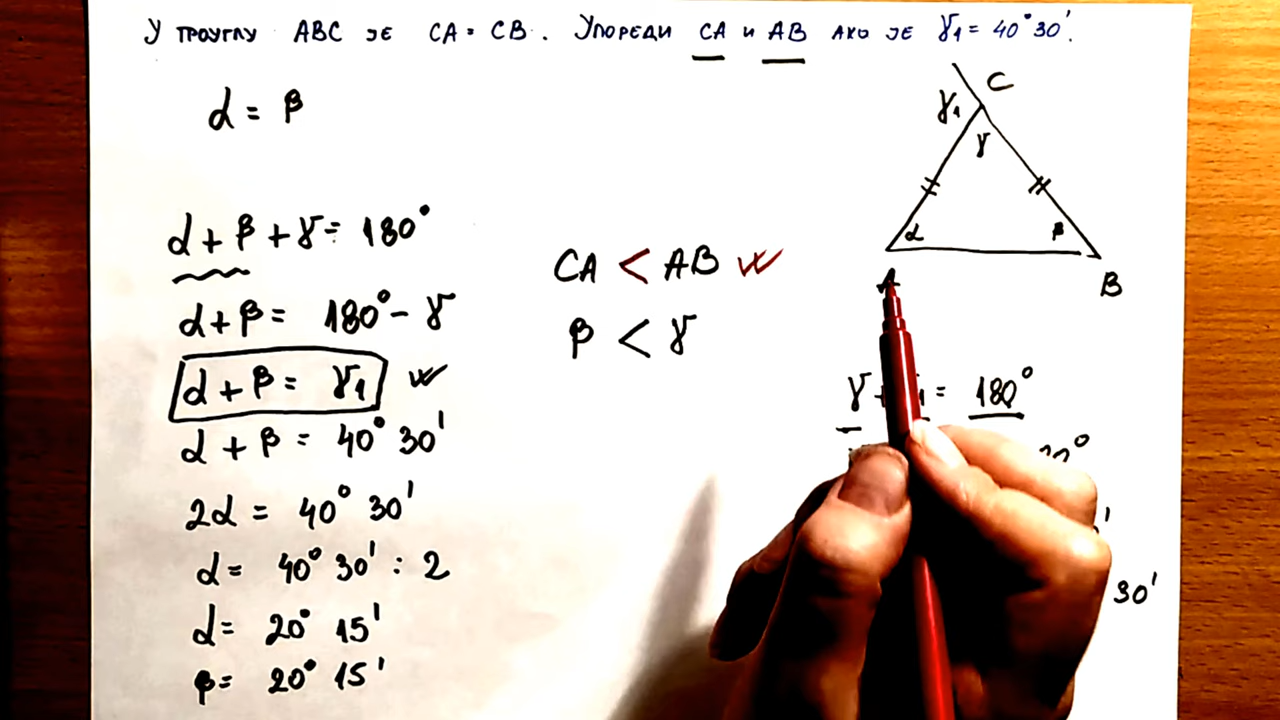 У троуглу ABC је CA = CB. Упореди CA и AB ако је γ₁ = 40° 30'.
α = β
α + β + γ = 180°
α + β = 180° - γ
α + β = γ₁
α + β = 40° 30'
2α = 40° 30'
α = 40° 30' : 2
α = 20° 15'
β = 20° 15'
CA < AB
β < γ
C
γ₁
γ
α
β
A
B
γ = 180°
30'